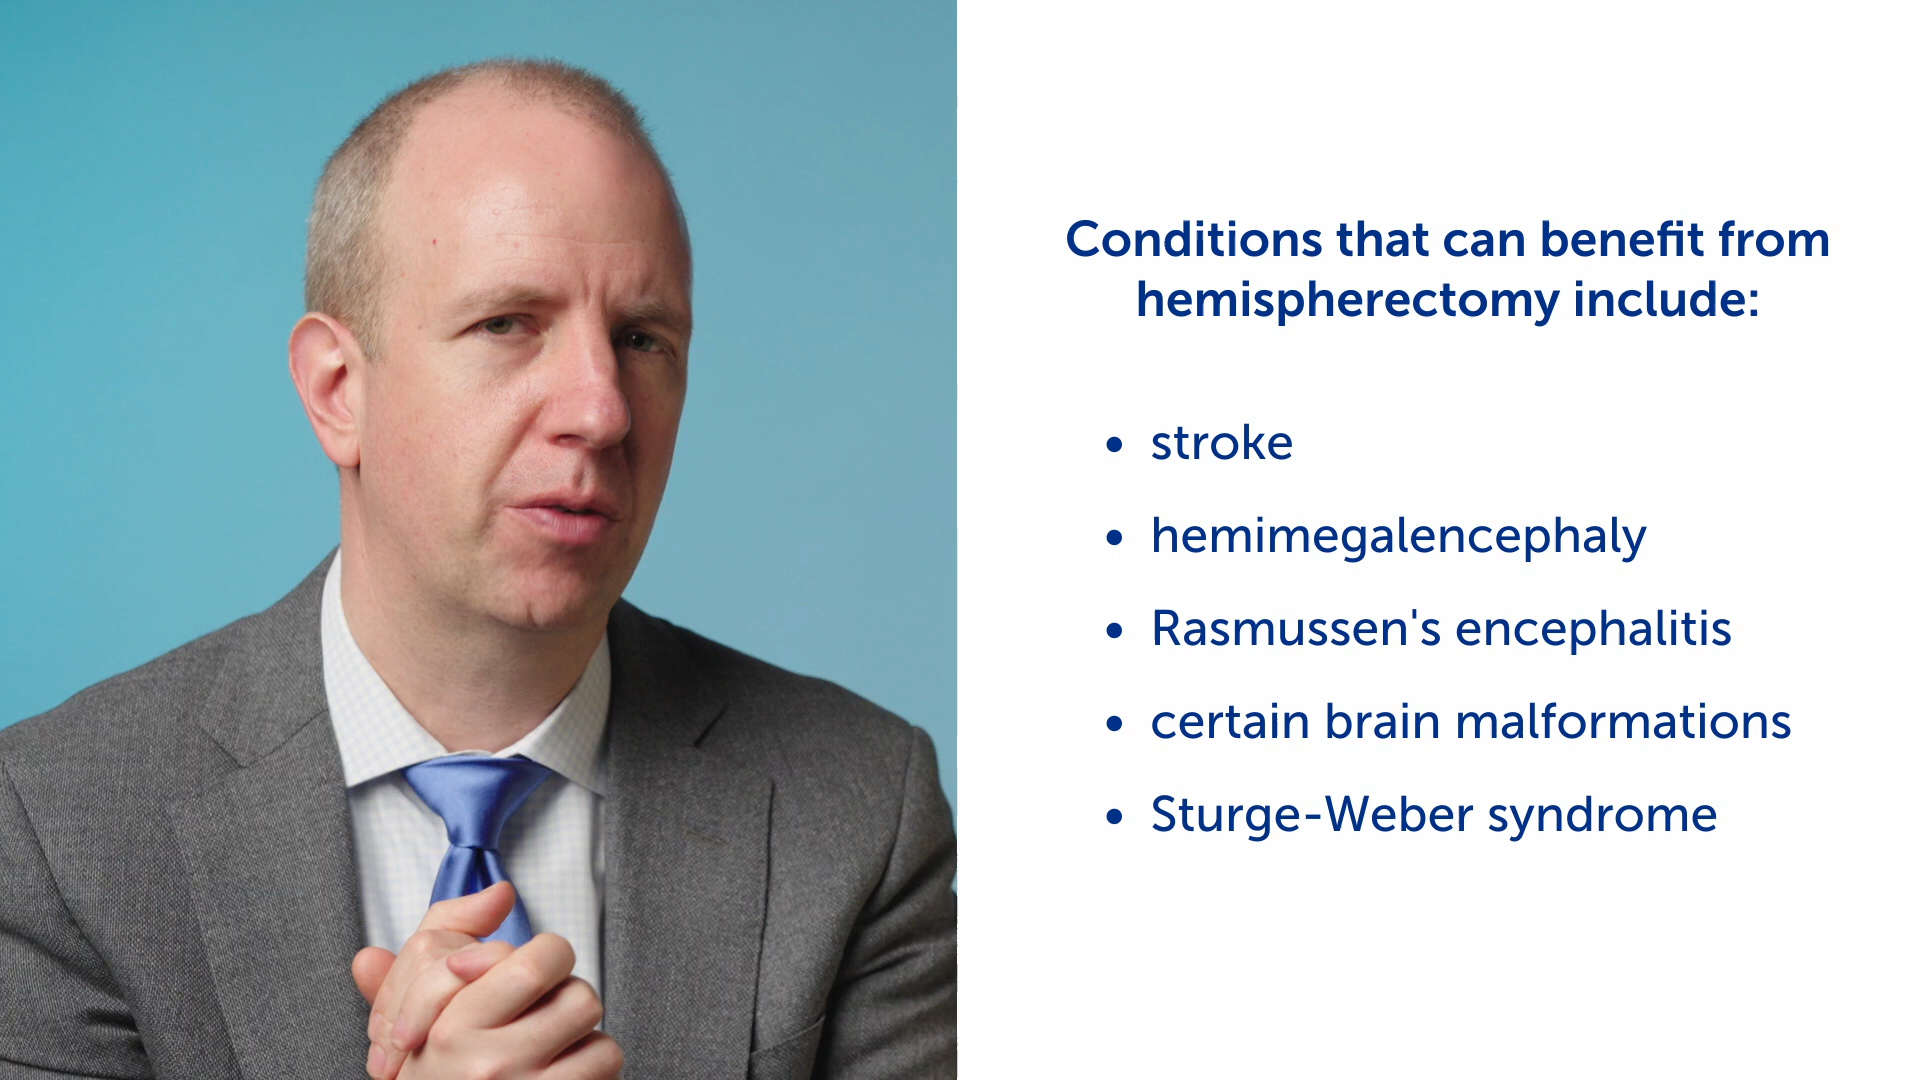 Conditions that can benefit from
hemispherectomy include:
• stroke
• hemimegalencephaly
• Rasmussen's encephalitis
• certain brain malformations
• Sturge-Weber syndrome